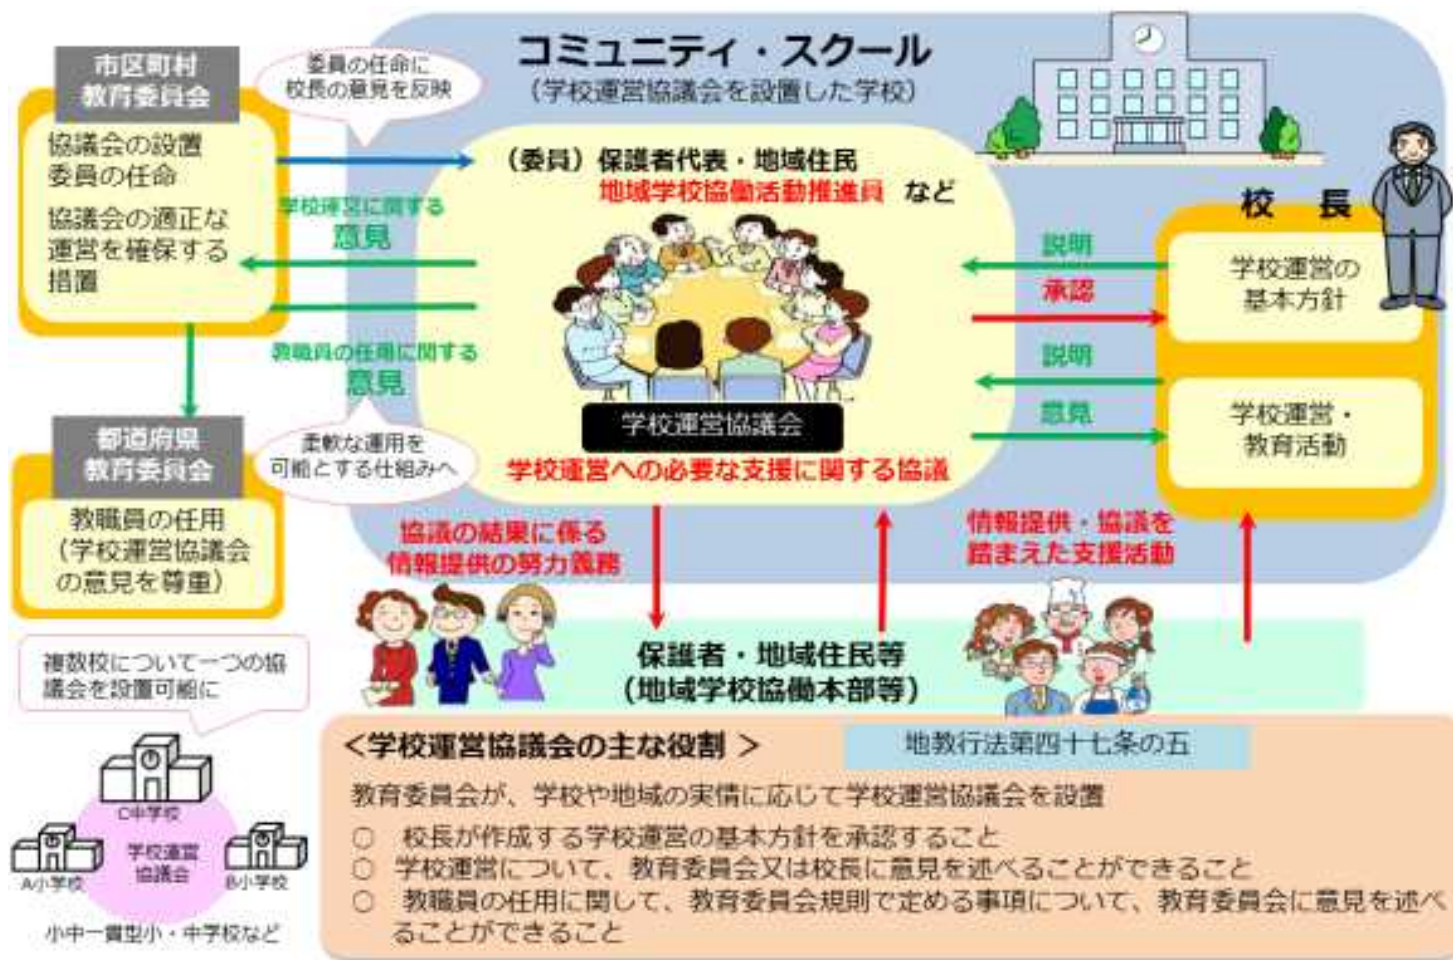 コミュニティ・スクール
(学校運営協議会を設置した学校)
市区町村
教育委員会
協議会の設置
委員の任命
協議会の適正な
運営を確保する
措置
委員の任命に
校長の意見を反映
学校運営に関する
意見
教職員の任用に関する
意見
柔軟な運用を
可能とする仕組みへ
都道府県
教育委員会
教職員の任用
(学校運営協議会
の意見を尊重)
(委員)保護者代表・地域住民
地域学校協働活動推進員 など
学校運営協議会
学校運営への必要な支援に関する協議
校 長
説明
承認
学校運営の
基本方針
説明
意見
学校運営・
教育活動
協議の結果に係る
情報提供の努力義務
情報提供・協議を
踏まえた支援活動
保護者・地域住民等
(地域学校協働本部等)
複数校について一つの協
議会を設置可能に
C中学校
A小学校
学校運営
協議会
B小学校
小中一貫型小・中学校など
<学校運営協議会の主な役割 >
地教行法第四十七条の五
教育委員会が、学校や地域の実情に応じて学校運営協議会を設置
○ 校長が作成する学校運営の基本方針を承認すること
○ 学校運営について、教育委員会又は校長に意見を述べることができること
○ 教職員の任用に関して、教育委員会規則で定める事項について、教育委員会に意見を述べ
ることができること